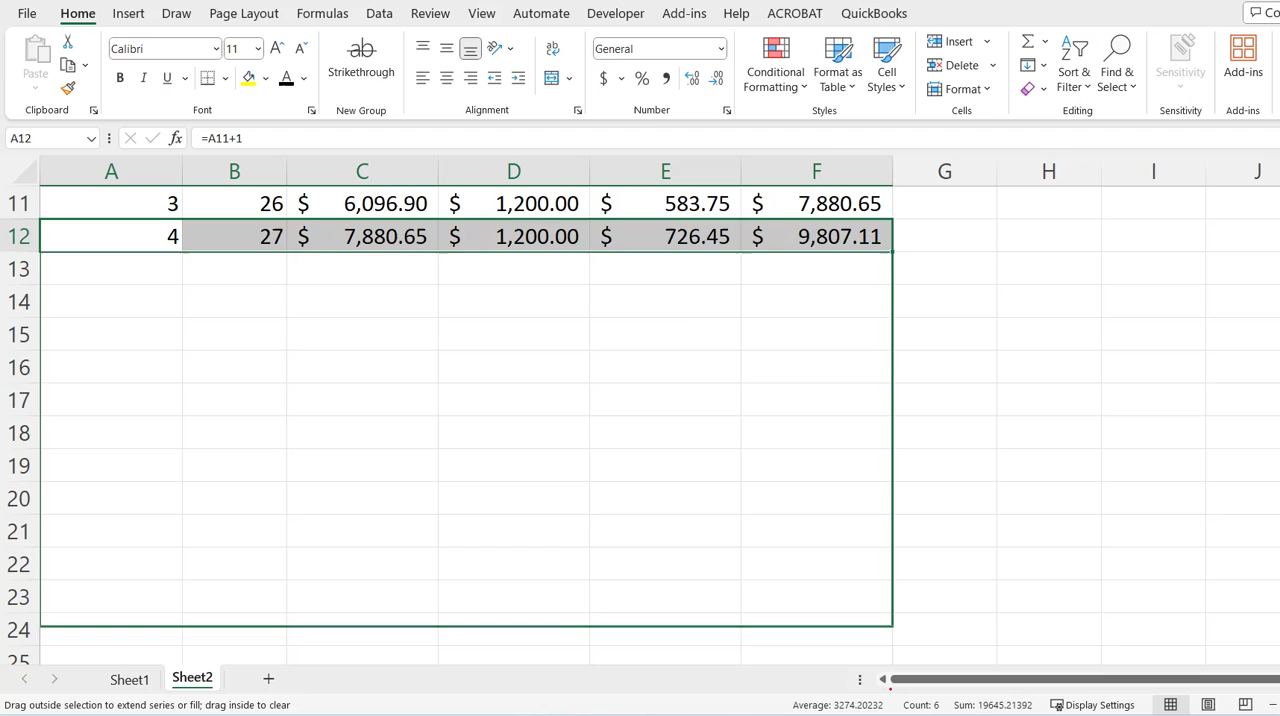 File Home Insert Draw Page Layout Formulas Data Review View Automate Developer Add-ins Help ACROBAT QuickBooks Co
Calibri 11 A A ab General
Paste Strikethrough Conditional Format as Cell Insert Delete Format Sort & Find & Sensitivity Add-ins
B I U A $ % , Formatting Table Styles Filter Select
Clipboard Font New Group Alignment Number Styles Cells Editing Sensitivity Add-ins
A12 fx =A11+1
A B C D E F G H I J
11 3 26 $ 6,096.90 $ 1,200.00 $ 583.75 $ 7,880.65
12 4 27 $ 7,880.65 $ 1,200.00 $ 726.45 $ 9,807.11
13
14
15
16
17
18
19
20
21
22
23
24
25
Sheet1 Sheet2
Drag outside selection to extend series or fill; drag inside to clear Average: 3274.20232 Count: 6 Sum: 19645.21392 Display Settings